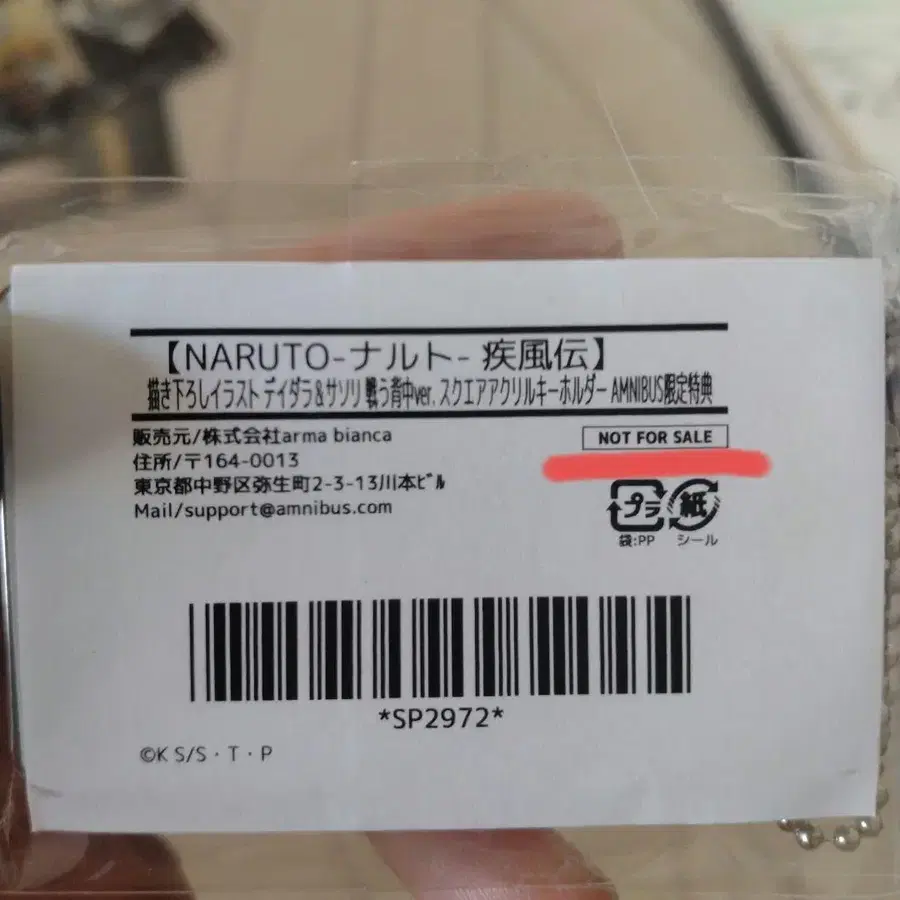 【NARUTO-ナルト- 疾風伝】
描き下ろしイラスト デイダラ&サソリ 戦う背中ver. スクエアアクリルキーホルダー AMNIBUS限定特典
販売元/株式会社arma bianca
住所/〒164-0013
東京都中野区弥生町2-3-13川本ビル
Mail/support@amnibus.com
NOT FOR SALE
プラ 紙
袋:PP シール
*SP2972*
©K S/S・T・P